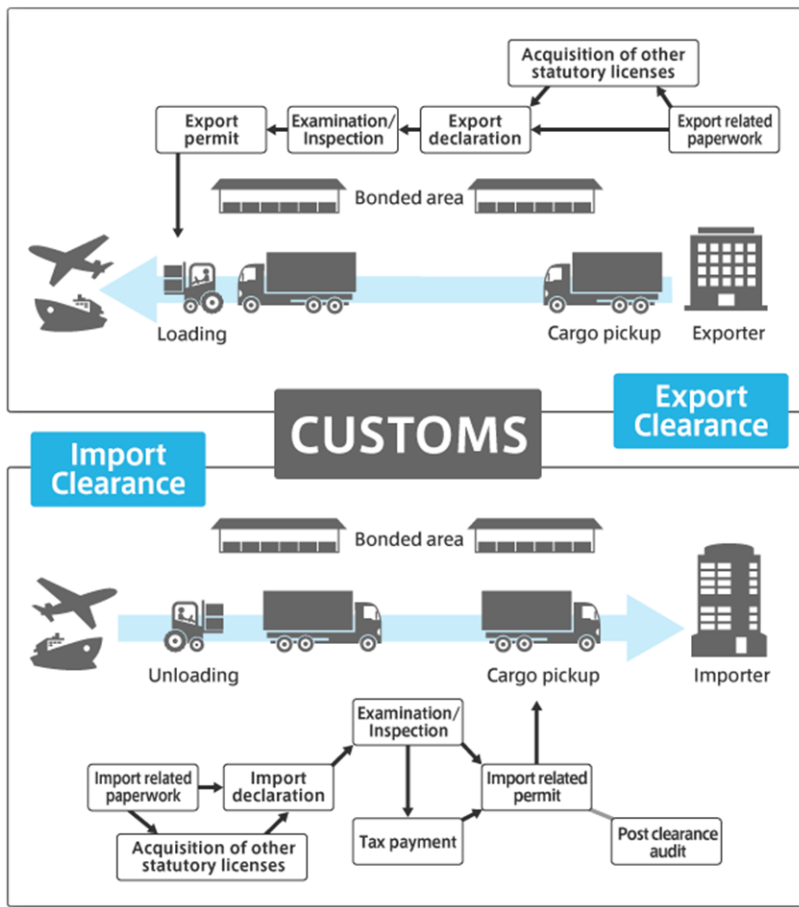 Acquisition of other
statutory licenses
Export
permit
Examination/
Inspection
Export
declaration
Export related
paperwork
Bonded area
Loading
Cargo pickup
Exporter
Export
Clearance
CUSTOMS
Import
Clearance
Bonded area
Unloading
Cargo pickup
Importer
Examination/
Inspection
Import related
paperwork
Import
declaration
Import related
permit
Acquisition of other
statutory licenses
Tax payment
Post clearance
audit